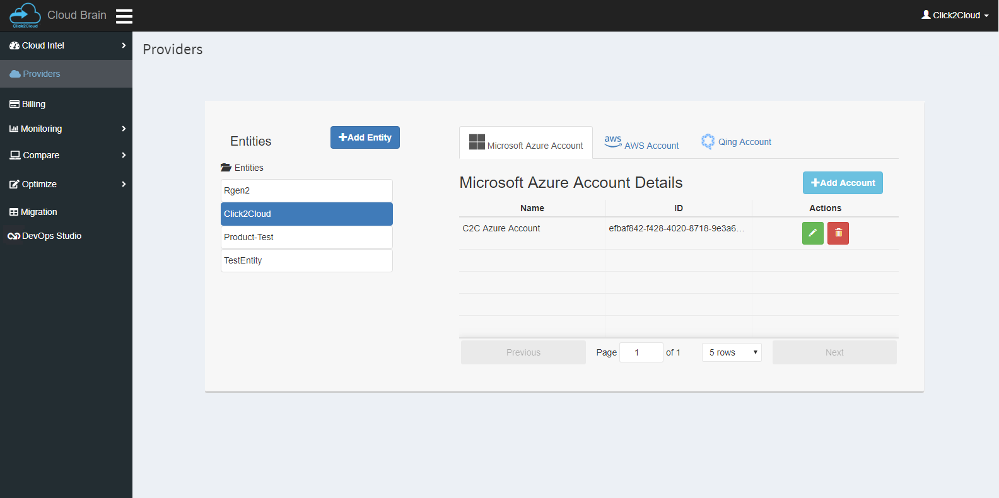 Click2Cloud
Cloud Brain
Click2Cloud
Cloud Intel
Providers
Billing
Monitoring
Compare
Optimize
Migration
DevOps Studio
Providers
Entities
+Add Entity
Entities
Rgen2
Click2Cloud
Product-Test
TestEntity
Microsoft Azure Account
aws AWS Account
Qing Account
Microsoft Azure Account Details
+Add Account
Name ID Actions
C2C Azure Account efbaf842-f428-4020-8718-9e3a6...
Previous Page 1 of 1 5 rows Next